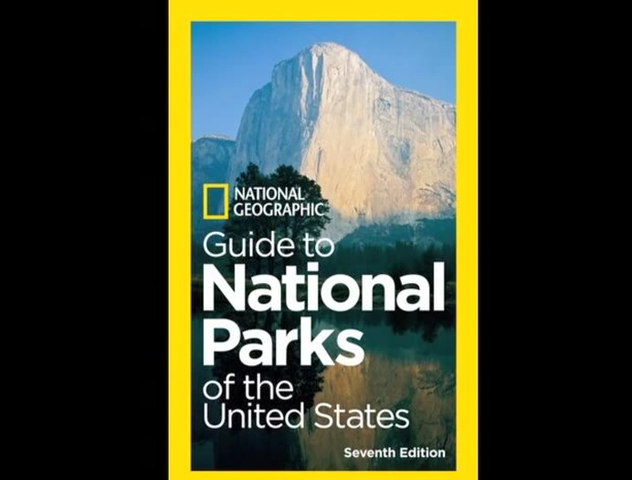 NATIONAL
GEOGRAPHIC
Guide to
National
Parks
of the
United States
Seventh Edition